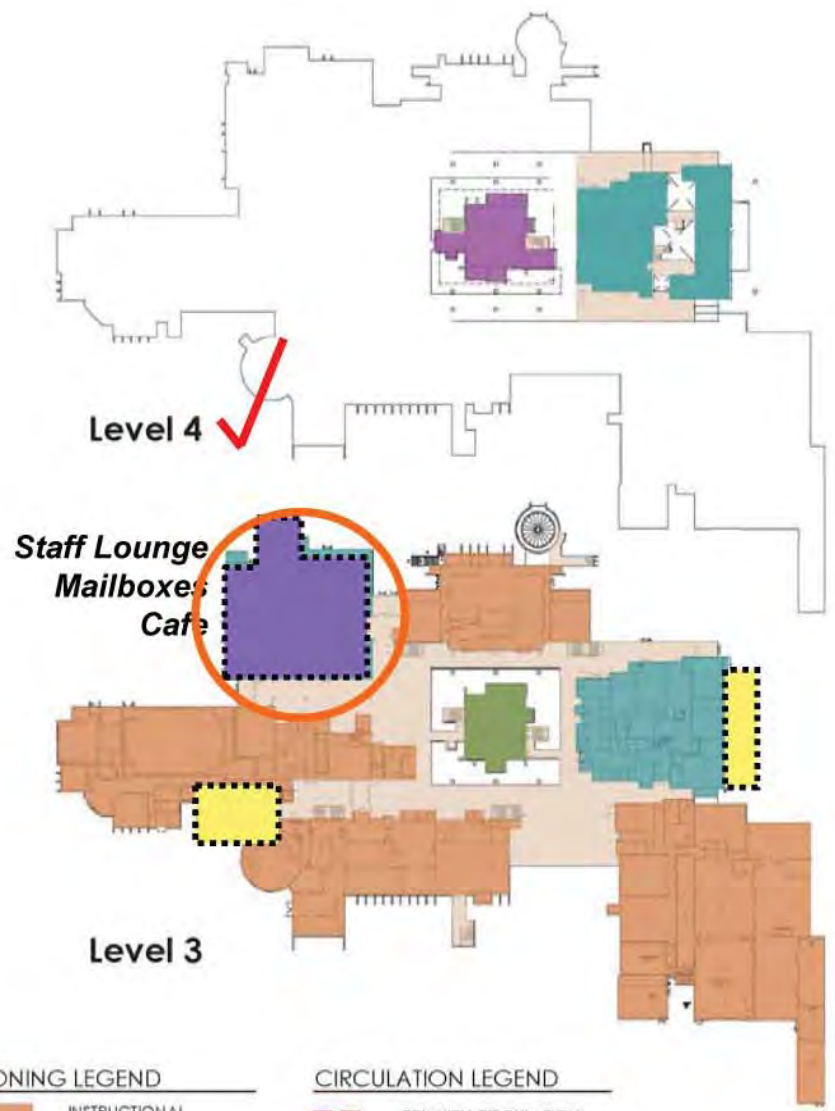 Level 4
Staff Lounge
Mailboxes
Cafe
Level 3
ONING LEGEND
CIRCULATION LEGEND
INSTRUCTIONAL